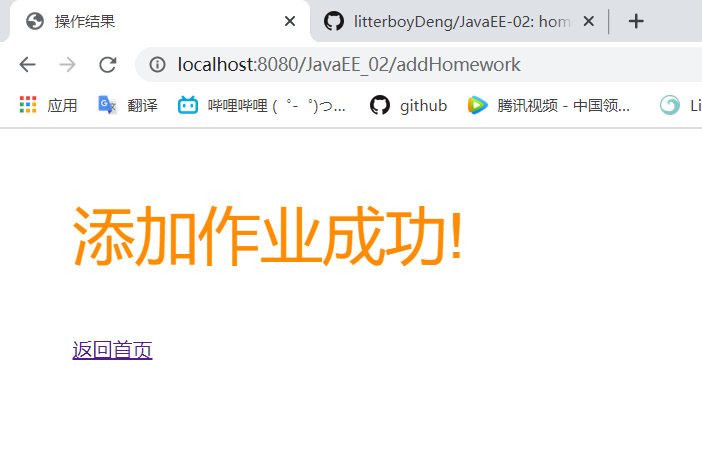 操作结果
litterboyDeng/JavaEE-02: hom
localhost:8080/JavaEE_02/addHomework
应用 翻译 哔哩哔哩 ( ゜- ゜)つ... github 腾讯视频 - 中国领... Li
添加作业成功!
返回首页